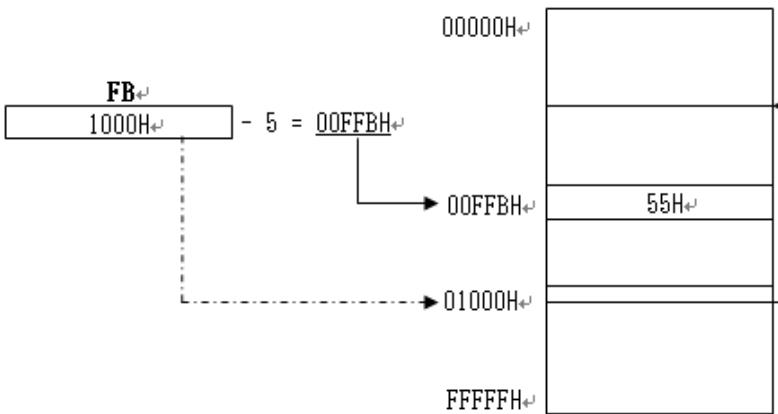 00000H↵
FB↵
1000H↵ - 5 = 00FFBH↵
00FFBH↵ 55H↵
01000H↵
FFFFFH↵